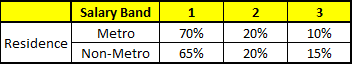 Salary Band 1 2 3
Residence Metro 70% 20% 10%
Non-Metro 65% 20% 15%